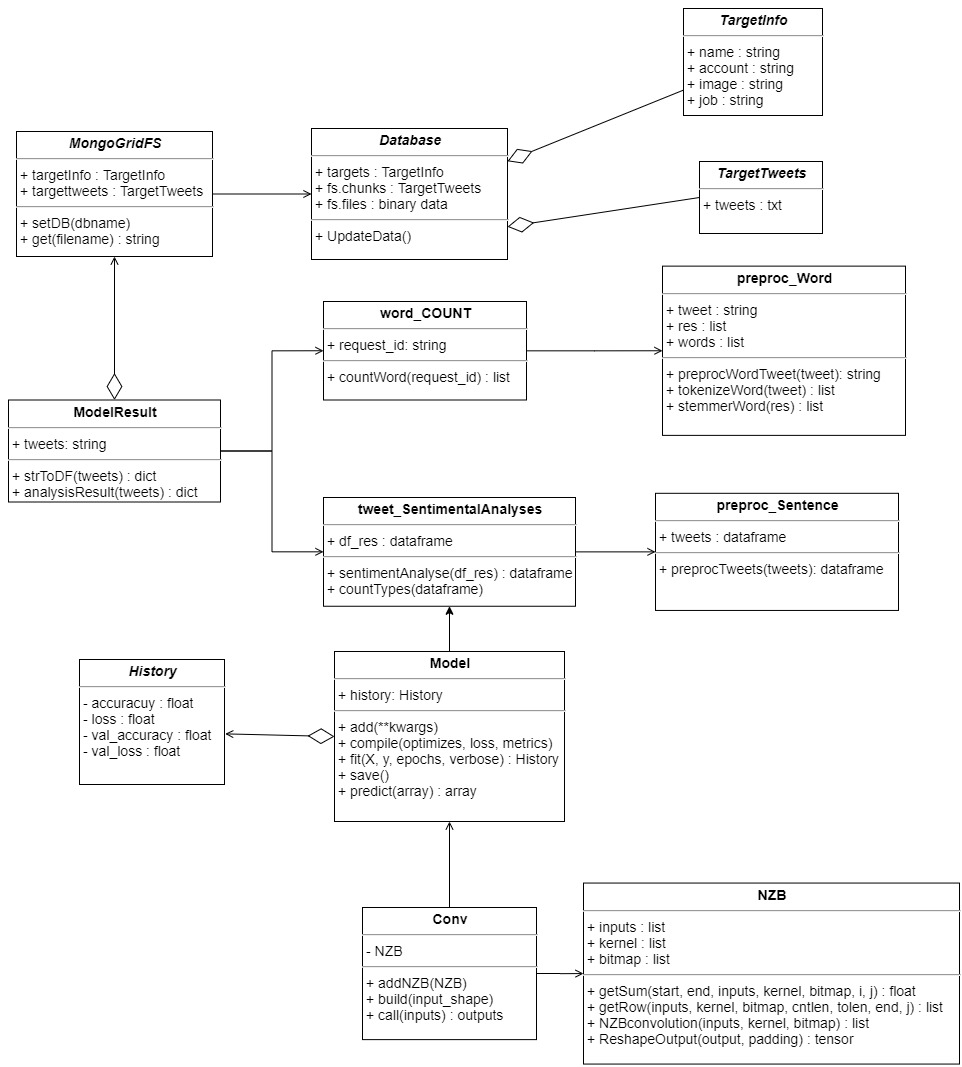 TargetInfo
+ name : string
+ account : string
+ image : string
+ job : string
MongoGridFS
+ targetInfo : TargetInfo
+ targettweets : TargetTweets
+ setDB(dbname)
+ get(filename) : string
Database
+ targets : TargetInfo
+ fs.chunks : TargetTweets
+ fs.files : binary data
+ UpdateData()
TargetTweets
+ tweets : txt
word_COUNT
+ request_id: string
+ countWord(request_id) : list
preproc_Word
+ tweet : string
+ res : list
+ words : list
+ preprocWordTweet(tweet): string
+ tokenizeWord(tweet) : list
+ stemmerWord(res) : list
ModelResult
+ tweets: string
+ strToDF(tweets) : dict
+ analysisResult(tweets) : dict
tweet_SentimentalAnalyses
+ df_res : dataframe
+ sentimentAnalyse(df_res) : dataframe
+ countTypes(dataframe)
preproc_Sentence
+ tweets : dataframe
+ preprocTweets(tweets): dataframe
History
- accuracuy : float
- loss : float
- val_accuracy : float
- val_loss : float
Model
+ history: History
+ add(**kwargs)
+ compile(optimizes, loss, metrics)
+ fit(X, y, epochs, verbose) : History
+ save()
+ predict(array) : array
Conv
- NZB
+ addNZB(NZB)
+ build(input_shape)
+ call(inputs) : outputs
NZB
+ inputs : list
+ kernel : list
+ bitmap : list
+ getSum(start, end, inputs, kernel, bitmap, i, j) : float
+ getRow(inputs, kernel, bitmap, cntlen, tolen, end, j) : list
+ NZBconvolution(inputs, kernel, bitmap) : list
+ ReshapeOutput(output, padding) : tensor